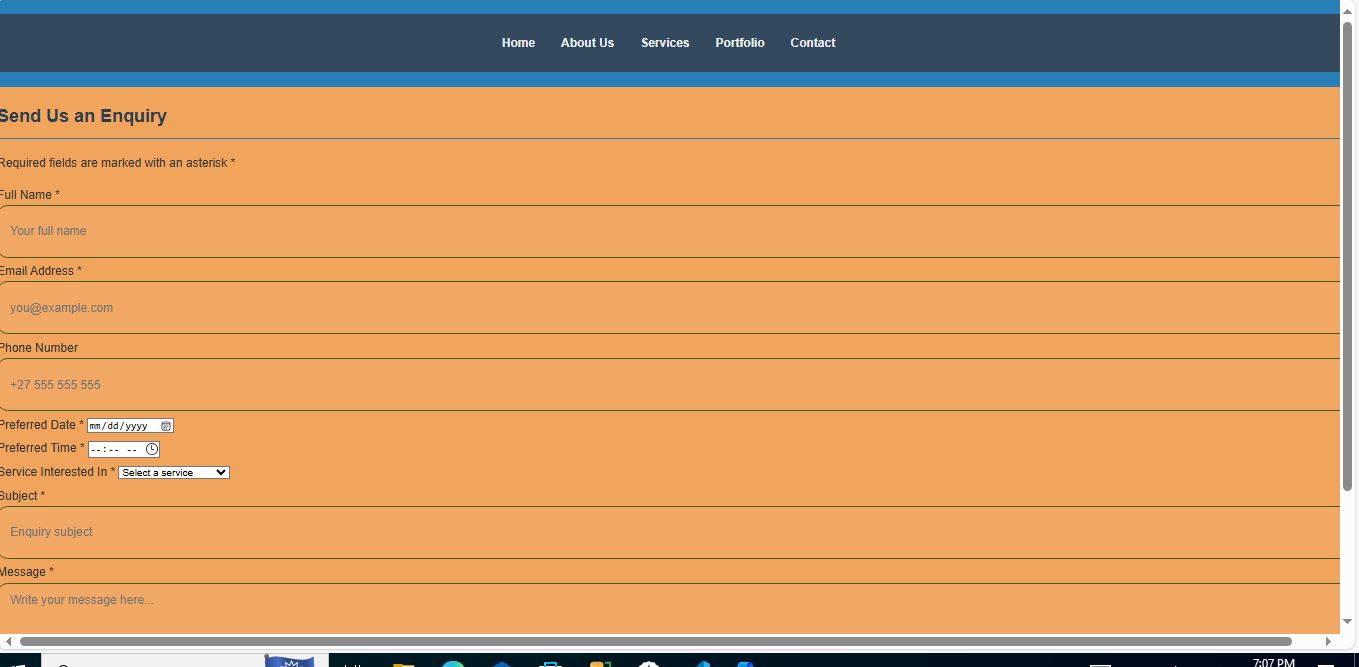 Home About Us Services Portfolio Contact
Send Us an Enquiry
Required fields are marked with an asterisk *
Full Name *
Your full name
Email Address *
you@example.com
Phone Number
+27 555 555 555
Preferred Date * mm/dd/yyyy
Preferred Time * --:-- --
Service Interested In * Select a service
Subject *
Enquiry subject
Message *
Write your message here...
7:07 PM